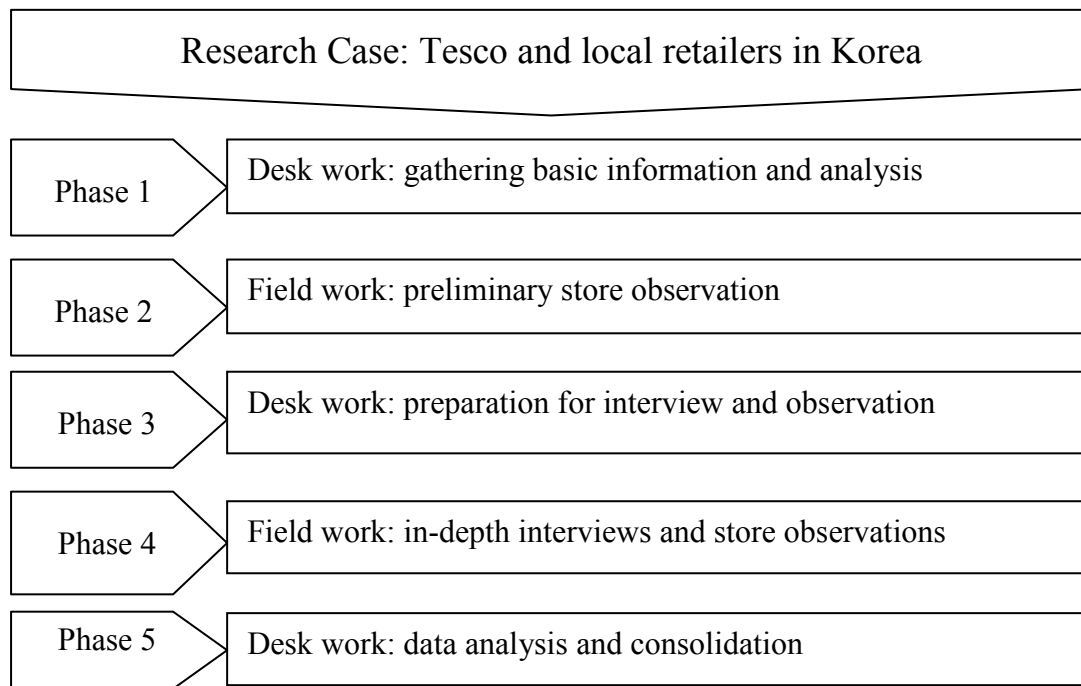 Research Case: Tesco and local retailers in Korea
Phase 1
Desk work: gathering basic information and analysis
Phase 2
Field work: preliminary store observation
Phase 3
Desk work: preparation for interview and observation
Phase 4
Field work: in-depth interviews and store observations
Phase 5
Desk work: data analysis and consolidation